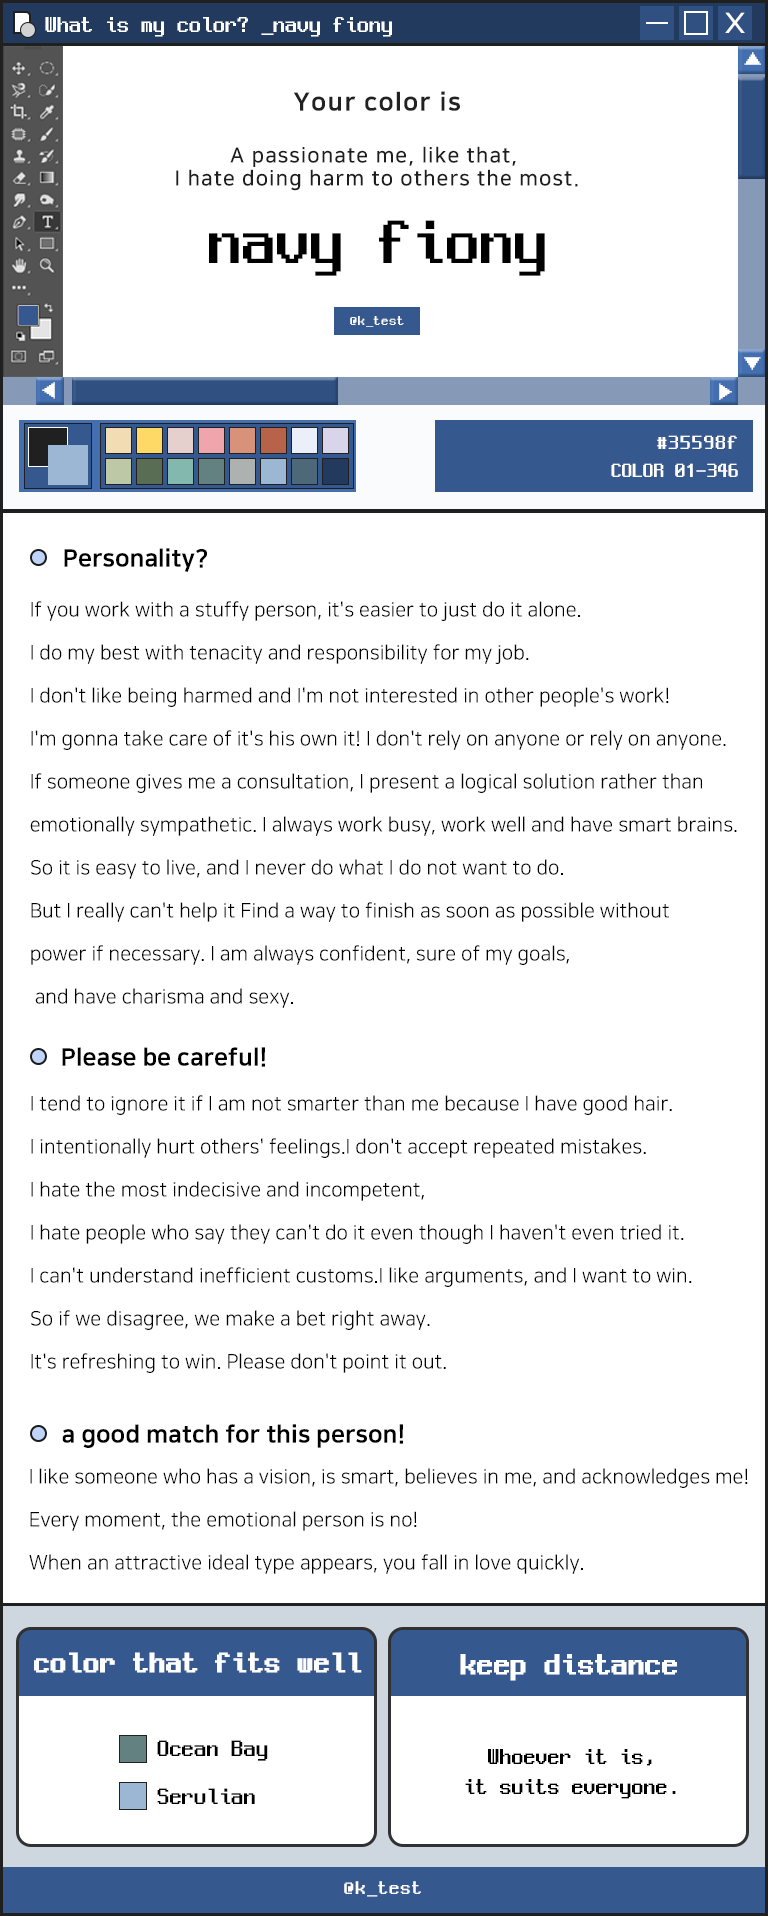 What is my color? _navy fiony
Your color is
A passionate me, like that,
I hate doing harm to others the most.
navy fiony
@k_test
#35598f
COLOR 01-346
Personality?
If you work with a stuffy person, it's easier to just do it alone.
I do my best with tenacity and responsibility for my job.
I don't like being harmed and I'm not interested in other people's work!
I'm gonna take care of it's his own it! I don't rely on anyone or rely on anyone.
If someone gives me a consultation, I present a logical solution rather than
emotionally sympathetic. I always work busy, work well and have smart brains.
So it is easy to live, and I never do what I do not want to do.
But I really can't help it Find a way to finish as soon as possible without
power if necessary. I am always confident, sure of my goals,
and have charisma and sexy.
Please be careful!
I tend to ignore it if I am not smarter than me because I have good hair.
I intentionally hurt others' feelings.I don't accept repeated mistakes.
I hate the most indecisive and incompetent,
I hate people who say they can't do it even though I haven't even tried it.
I can't understand inefficient customs.I like arguments, and I want to win.
So if we disagree, we make a bet right away.
It's refreshing to win. Please don't point it out.
a good match for this person!
I like someone who has a vision, is smart, believes in me, and acknowledges me!
Every moment, the emotional person is no!
When an attractive ideal type appears, you fall in love quickly.
color that fits well
Ocean Bay
Serulian
keep distance
Whoever it is,
it suits everyone.
@k_test